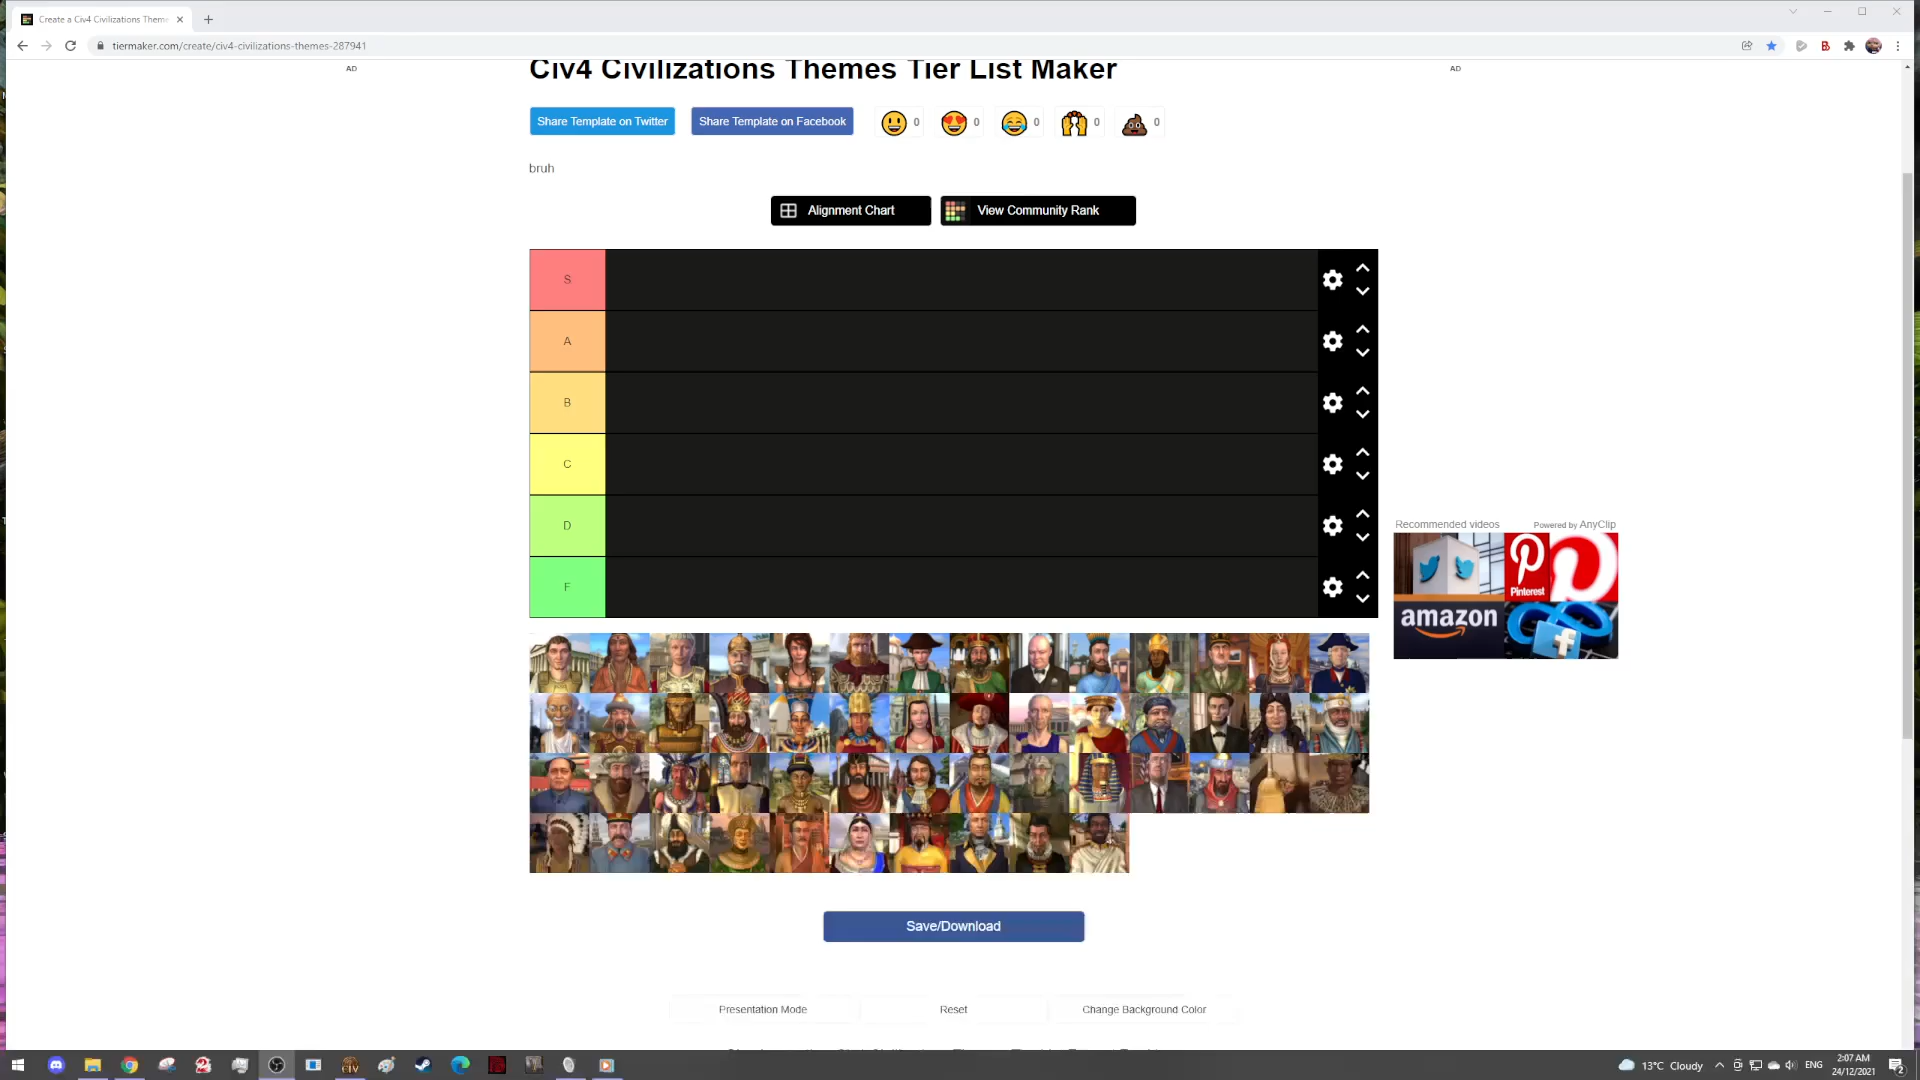 Create a Civ4 Civilizations Them
tiermaker.com/create/civ4-civilizations-themes-287941
AD
Civ4 Civilizations Themes Tier List Maker
AD
Share Template on Twitter
Share Template on Facebook
0
0
0
0
0
bruh
Alignment Chart
View Community Rank
S
A
B
C
D
F
Recommended videos
Powered by AnyClip
Pinterest
amazon
Save/Download
Presentation Mode
Reset
Change Background Color
13°C Cloudy
ENG
2:07 AM
24/12/2021
2